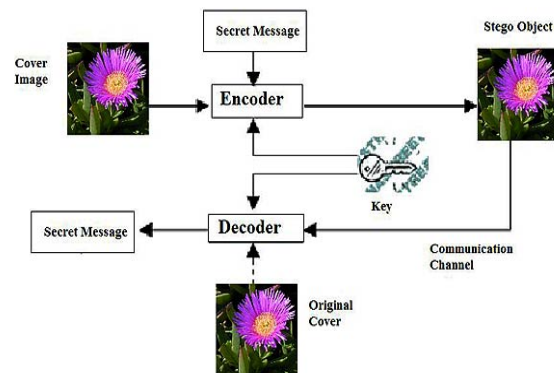 Secret Message
Stego Object
Cover
Image
Encoder
Key
Secret Message
Decoder
Communication
Channel
Original
Cover